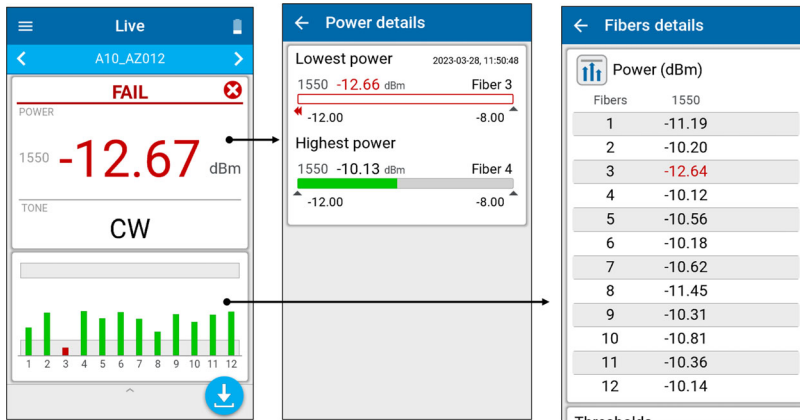 Live
A10_AZ012
FAIL
POWER
1550 -12.67 dBm
TONE
CW
1 2 3 4 5 6 7 8 9 10 11 12
Power details
Lowest power 2023-03-28, 11:50:48
1550 -12.66 dBm Fiber 3
-12.00 -8.00
Highest power
1550 -10.13 dBm Fiber 4
-12.00 -8.00
Fibers details
Power (dBm)
Fibers 1550
1 -11.19
2 -10.20
3 -12.64
4 -10.12
5 -10.56
6 -10.18
7 -10.62
8 -11.45
9 -10.31
10 -10.81
11 -10.36
12 -10.14
Thresholds